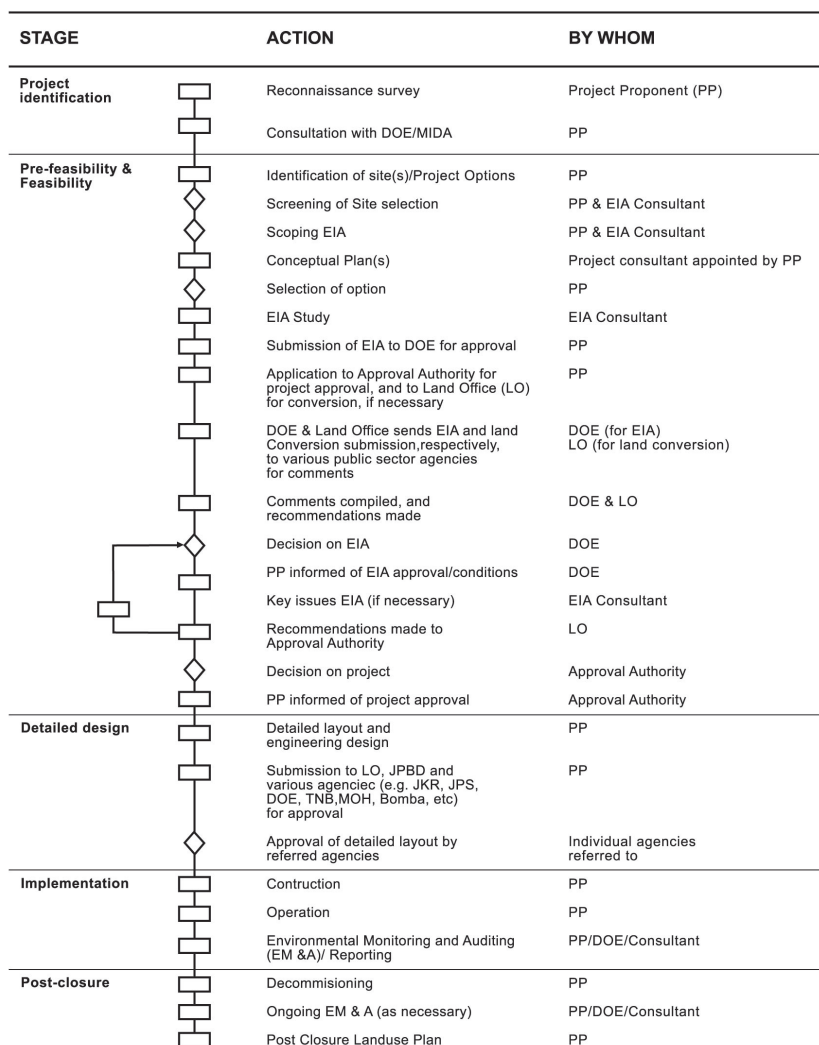 STAGE ACTION BY WHOM
Project
identification
Reconnaissance survey Project Proponent (PP)
Consultation with DOE/MIDA PP
Pre-feasibility &
Feasibility
Identification of site(s)/Project Options PP
Screening of Site selection PP & EIA Consultant
Scoping EIA PP & EIA Consultant
Conceptual Plan(s) Project consultant appointed by PP
Selection of option PP
EIA Study EIA Consultant
Submission of EIA to DOE for approval PP
Application to Approval Authority for PP
project approval, and to Land Office (LO)
for conversion, if necessary
DOE & Land Office sends EIA and land DOE (for EIA)
Conversion submission,respectively, LO (for land conversion)
to various public sector agencies
for comments
Comments compiled, and DOE & LO
recommendations made
Decision on EIA DOE
PP informed of EIA approval/conditions DOE
Key issues EIA (if necessary) EIA Consultant
Recommendations made to LO
Approval Authority
Decision on project Approval Authority
PP informed of project approval Approval Authority
Detailed design Detailed layout and PP
engineering design
Submission to LO, JPBD and PP
various agenciec (e.g. JKR, JPS,
DOE, TNB,MOH, Bomba, etc)
for approval
Approval of detailed layout by Individual agencies
referred agencies referred to
Implementation Contruction PP
Operation PP
Environmental Monitoring and Auditing PP/DOE/Consultant
(EM &A)/ Reporting
Post-closure Decommisioning PP
Ongoing EM & A (as necessary) PP/DOE/Consultant
Post Closure Landuse Plan PP